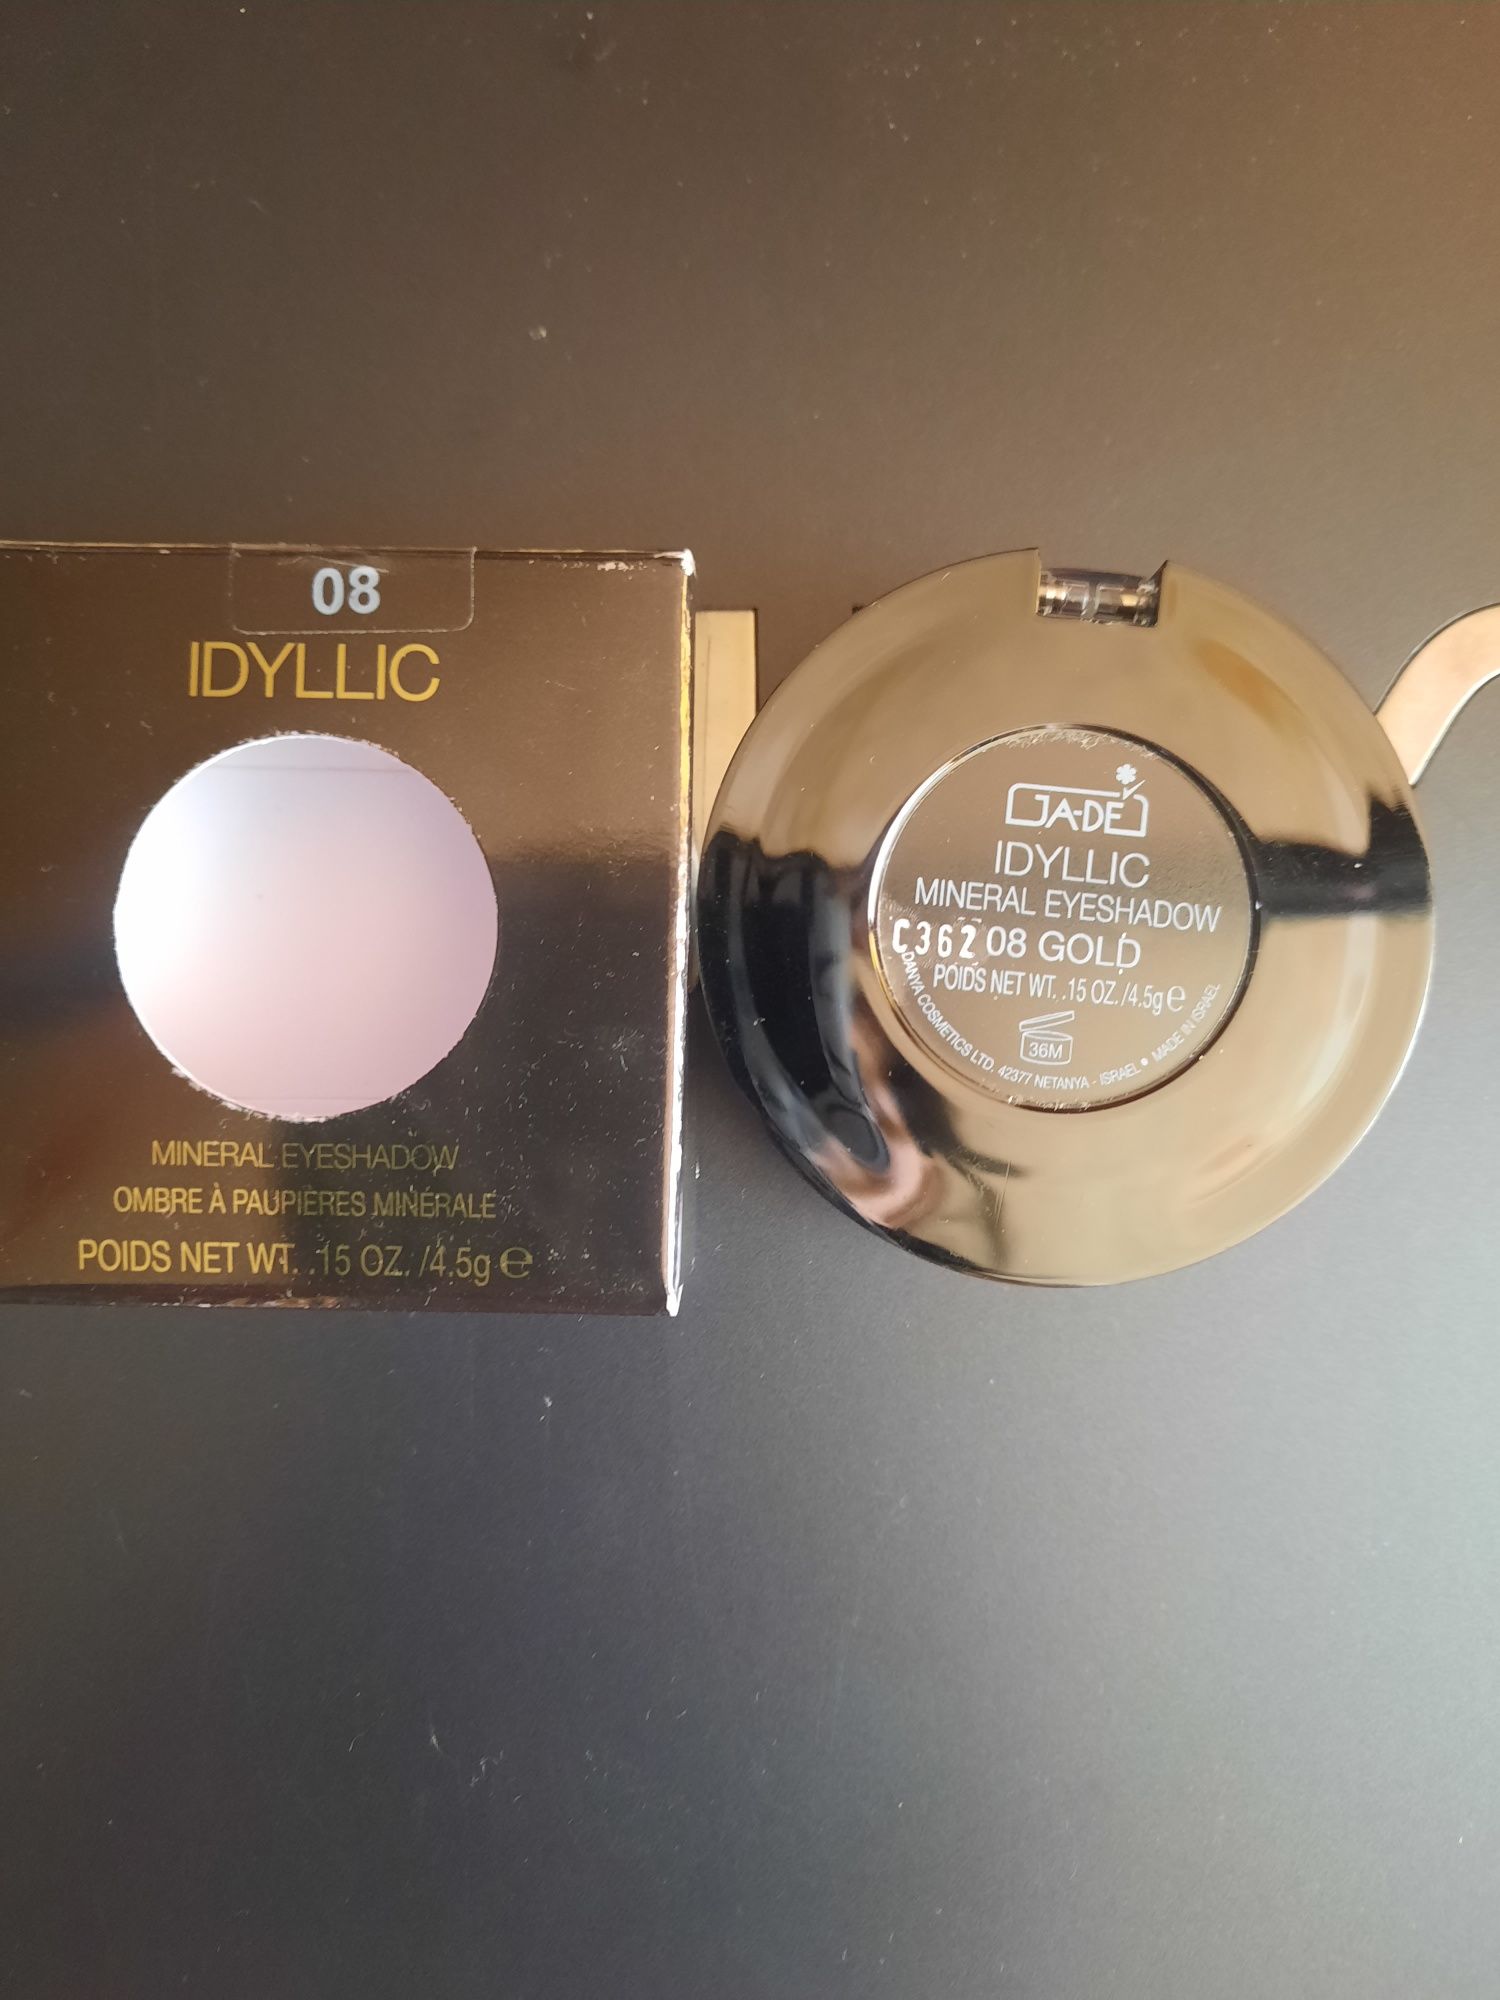 08
IDYLLIC
MINERAL EYESHADOW
OMBRE À PAUPIÈRES MINÉRALE
POIDS NET WT. .15 OZ. /4.5g ℮
GA-DE
IDYLLIC
MINERAL EYESHADOW
C362 08 GOLD
POIDS NET WT. .15 OZ. /4.5g ℮
36M
DANYA COSMETICS LTD. 42377 NETANYA - ISRAEL • MADE IN ISRAEL